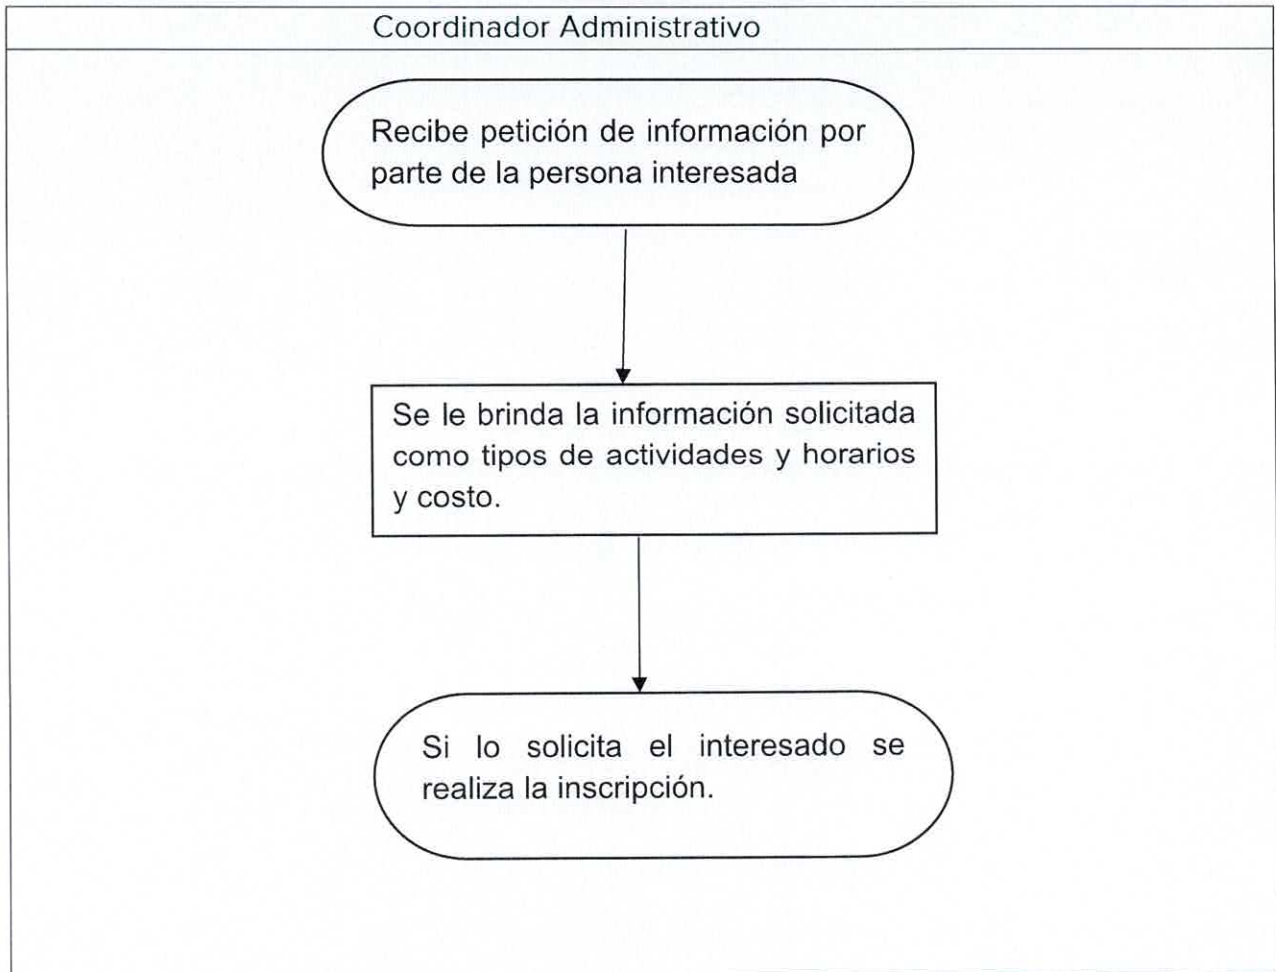 Coordinador Administrativo
Recibe petición de información por
parte de la persona interesada
Se le brinda la información solicitada
como tipos de actividades y horarios
y costo.
Si lo solicita el interesado se
realiza la inscripción.